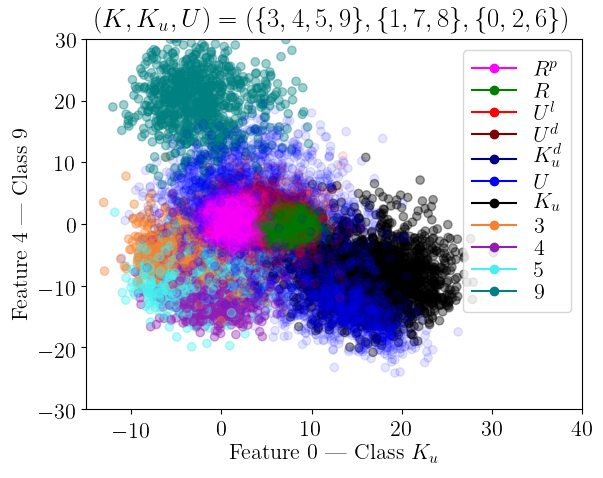 (K, K_u, U) = ({3, 4, 5, 9}, {1, 7, 8}, {0, 2, 6})
30
20
10
0
−10
−20
−30
Feature 4 — Class 9
R^p
R
U^l
U^d
K_u^d
U
K_u
3
4
5
9
−10 0 10 20 30 40
Feature 0 — Class K_u